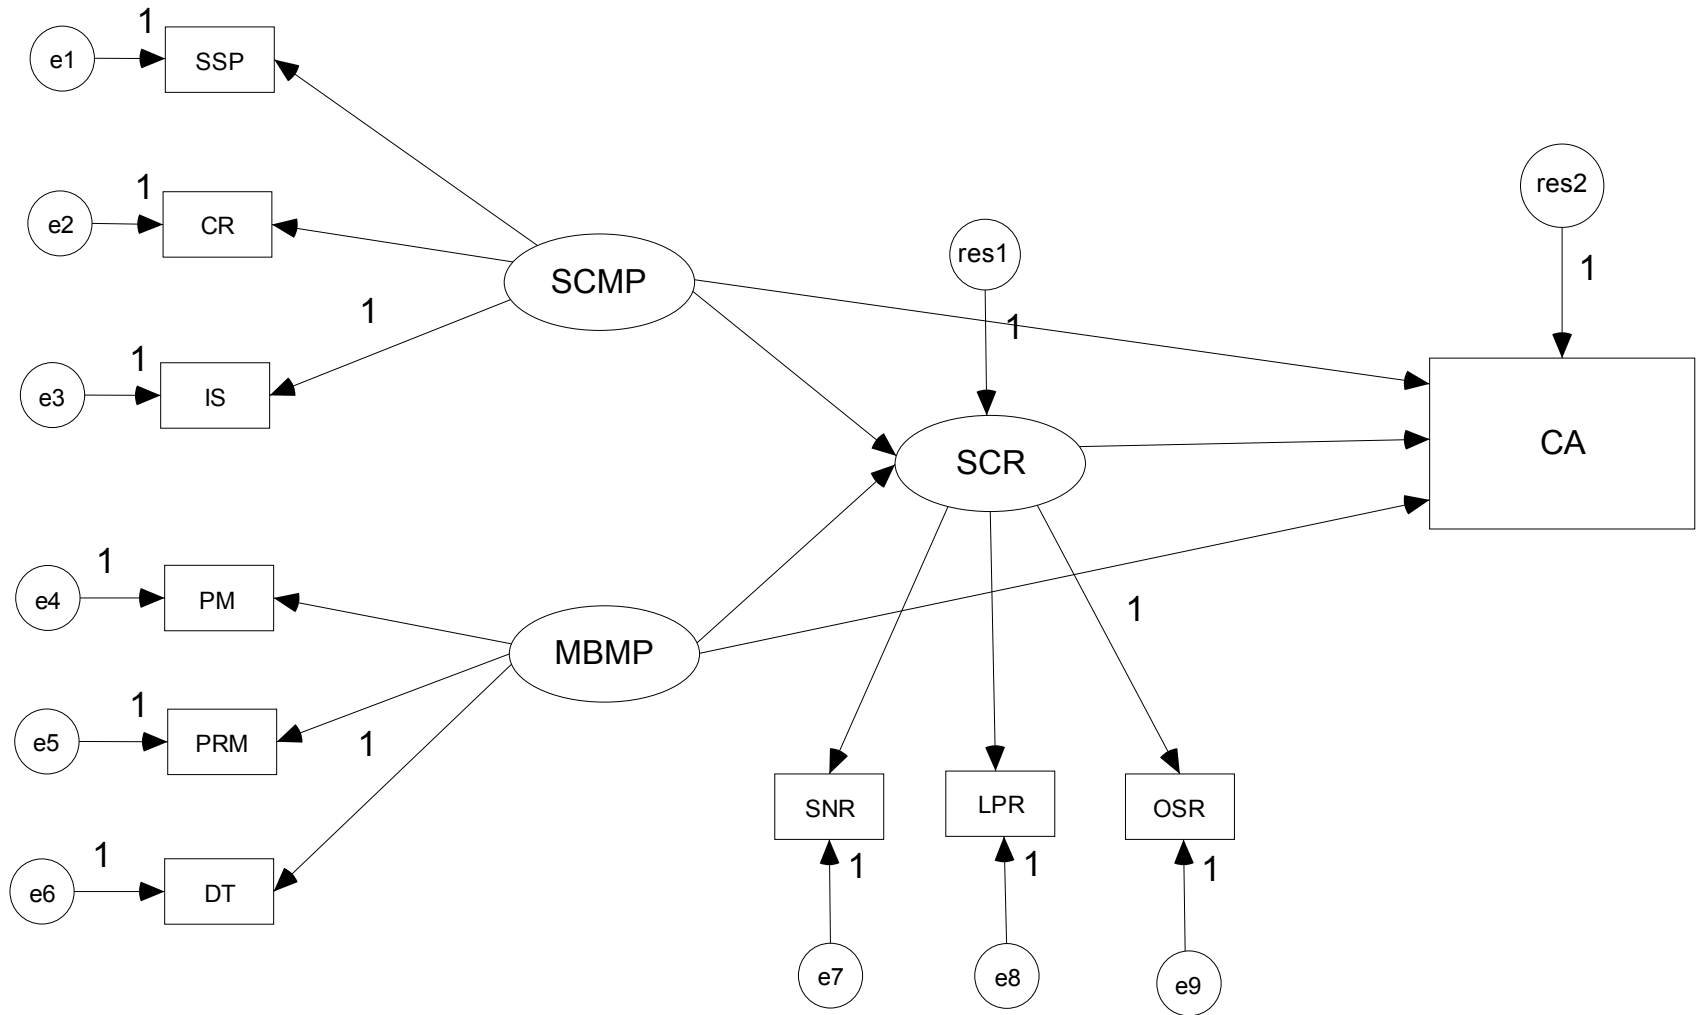 1
e1
SSP
1
e2
CR
res2
res1
SCMP
1
1
1
1
e3
IS
CA
SCR
1
e4
PM
1
MBMP
1
e5
PRM
1
SNR
LPR
OSR
1
e6
DT
1
1
1
e7
e8
e9